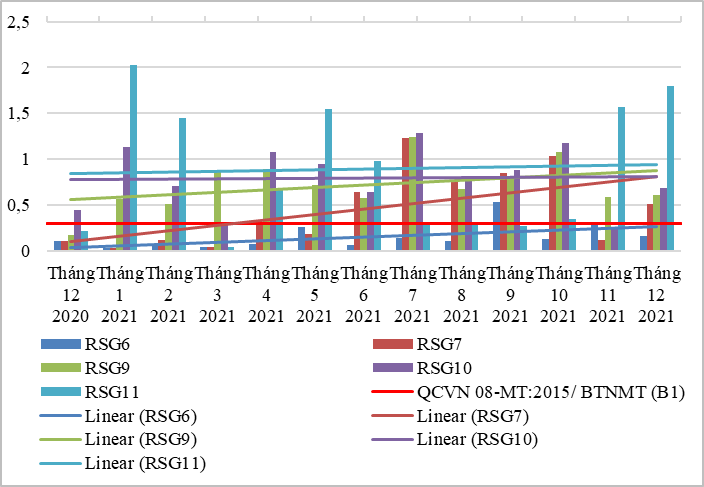 2,5
2
1,5
1
0,5
0
Tháng Tháng Tháng Tháng Tháng Tháng Tháng Tháng Tháng Tháng Tháng Tháng Tháng
12 1 2 3 4 5 6 7 8 9 10 11 12
2020 2021 2021 2021 2021 2021 2021 2021 2021 2021 2021 2021 2021
RSG6 RSG7
RSG9 RSG10
RSG11 QCVN 08-MT:2015/ BTNMT (B1)
Linear (RSG6) Linear (RSG7)
Linear (RSG9) Linear (RSG10)
Linear (RSG11)